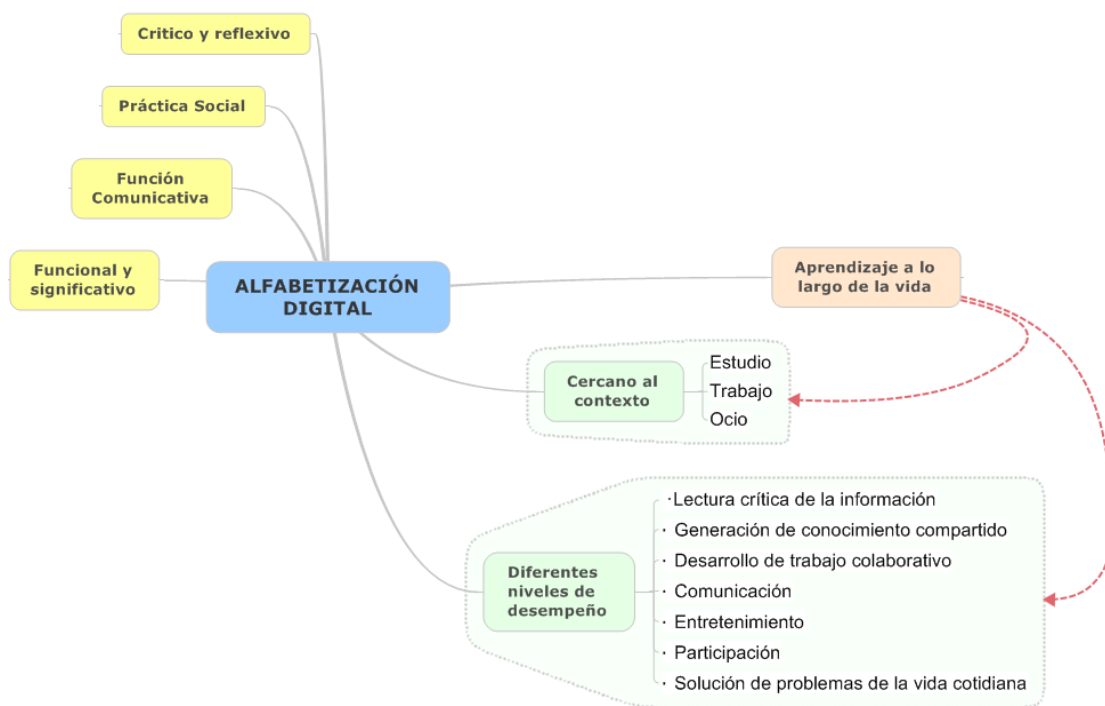 Critico y reflexivo
Práctica Social
Función
Comunicativa
Funcional y
significativo
ALFABETIZACIÓN
DIGITAL
Aprendizaje a lo
largo de la vida
Cercano al
contexto
Estudio
Trabajo
Ocio
Diferentes
niveles de
desempeño
·Lectura crítica de la información
· Generación de conocimiento compartido
· Desarrollo de trabajo colaborativo
· Comunicación
· Entretenimiento
· Participación
· Solución de problemas de la vida cotidiana